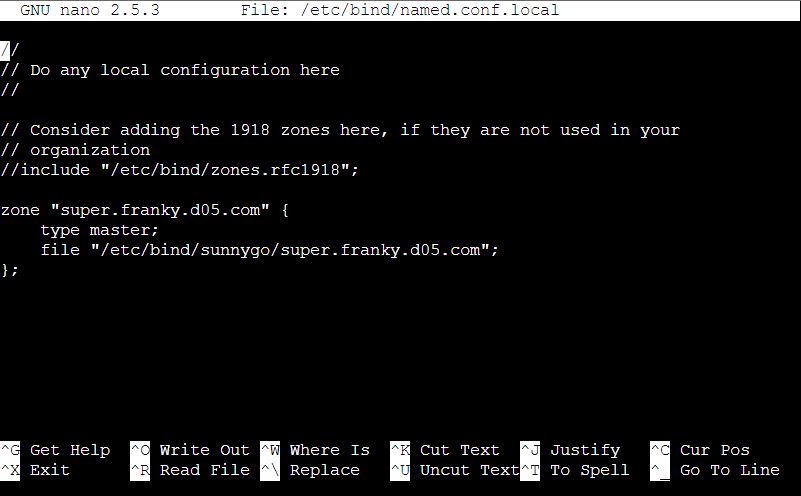 GNU nano 2.5.3 File: /etc/bind/named.conf.local
//
// Do any local configuration here
//
// Consider adding the 1918 zones here, if they are not used in your
// organization
//include "/etc/bind/zones.rfc1918";
zone "super.franky.d05.com" {
    type master;
    file "/etc/bind/sunnygo/super.franky.d05.com";
};
^G Get Help ^O Write Out ^W Where Is ^K Cut Text ^J Justify ^C Cur Pos
^X Exit ^R Read File ^\ Replace ^U Uncut Text ^T To Spell ^_ Go To Line